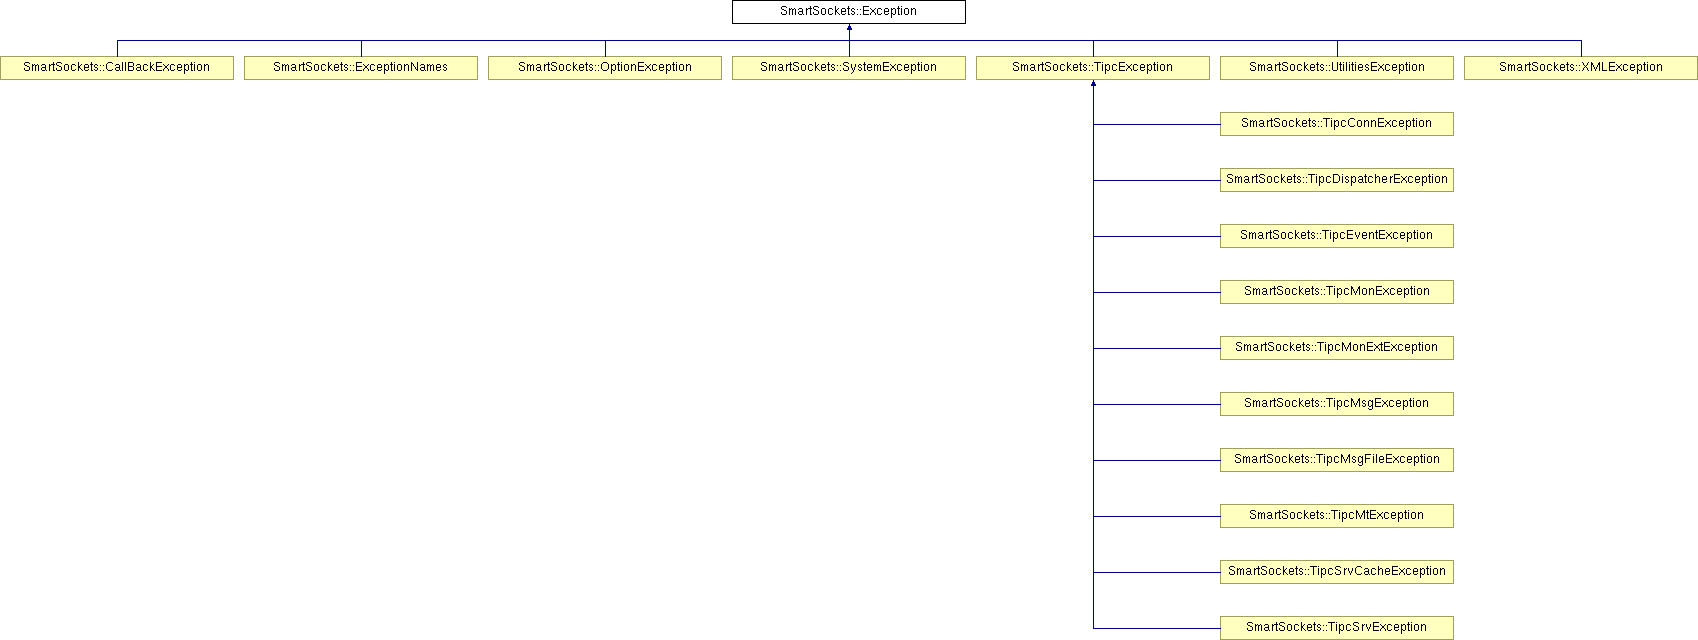 SmartSockets::Exception
SmartSockets::CallBackException
SmartSockets::ExceptionNames
SmartSockets::OptionException
SmartSockets::SystemException
SmartSockets::TipcException
SmartSockets::UtilitiesException
SmartSockets::XMLException
SmartSockets::TipcConnException
SmartSockets::TipcDispatcherException
SmartSockets::TipcEventException
SmartSockets::TipcMonException
SmartSockets::TipcMonExtException
SmartSockets::TipcMsgException
SmartSockets::TipcMsgFileException
SmartSockets::TipcMtException
SmartSockets::TipcSrvCacheException
SmartSockets::TipcSrvException